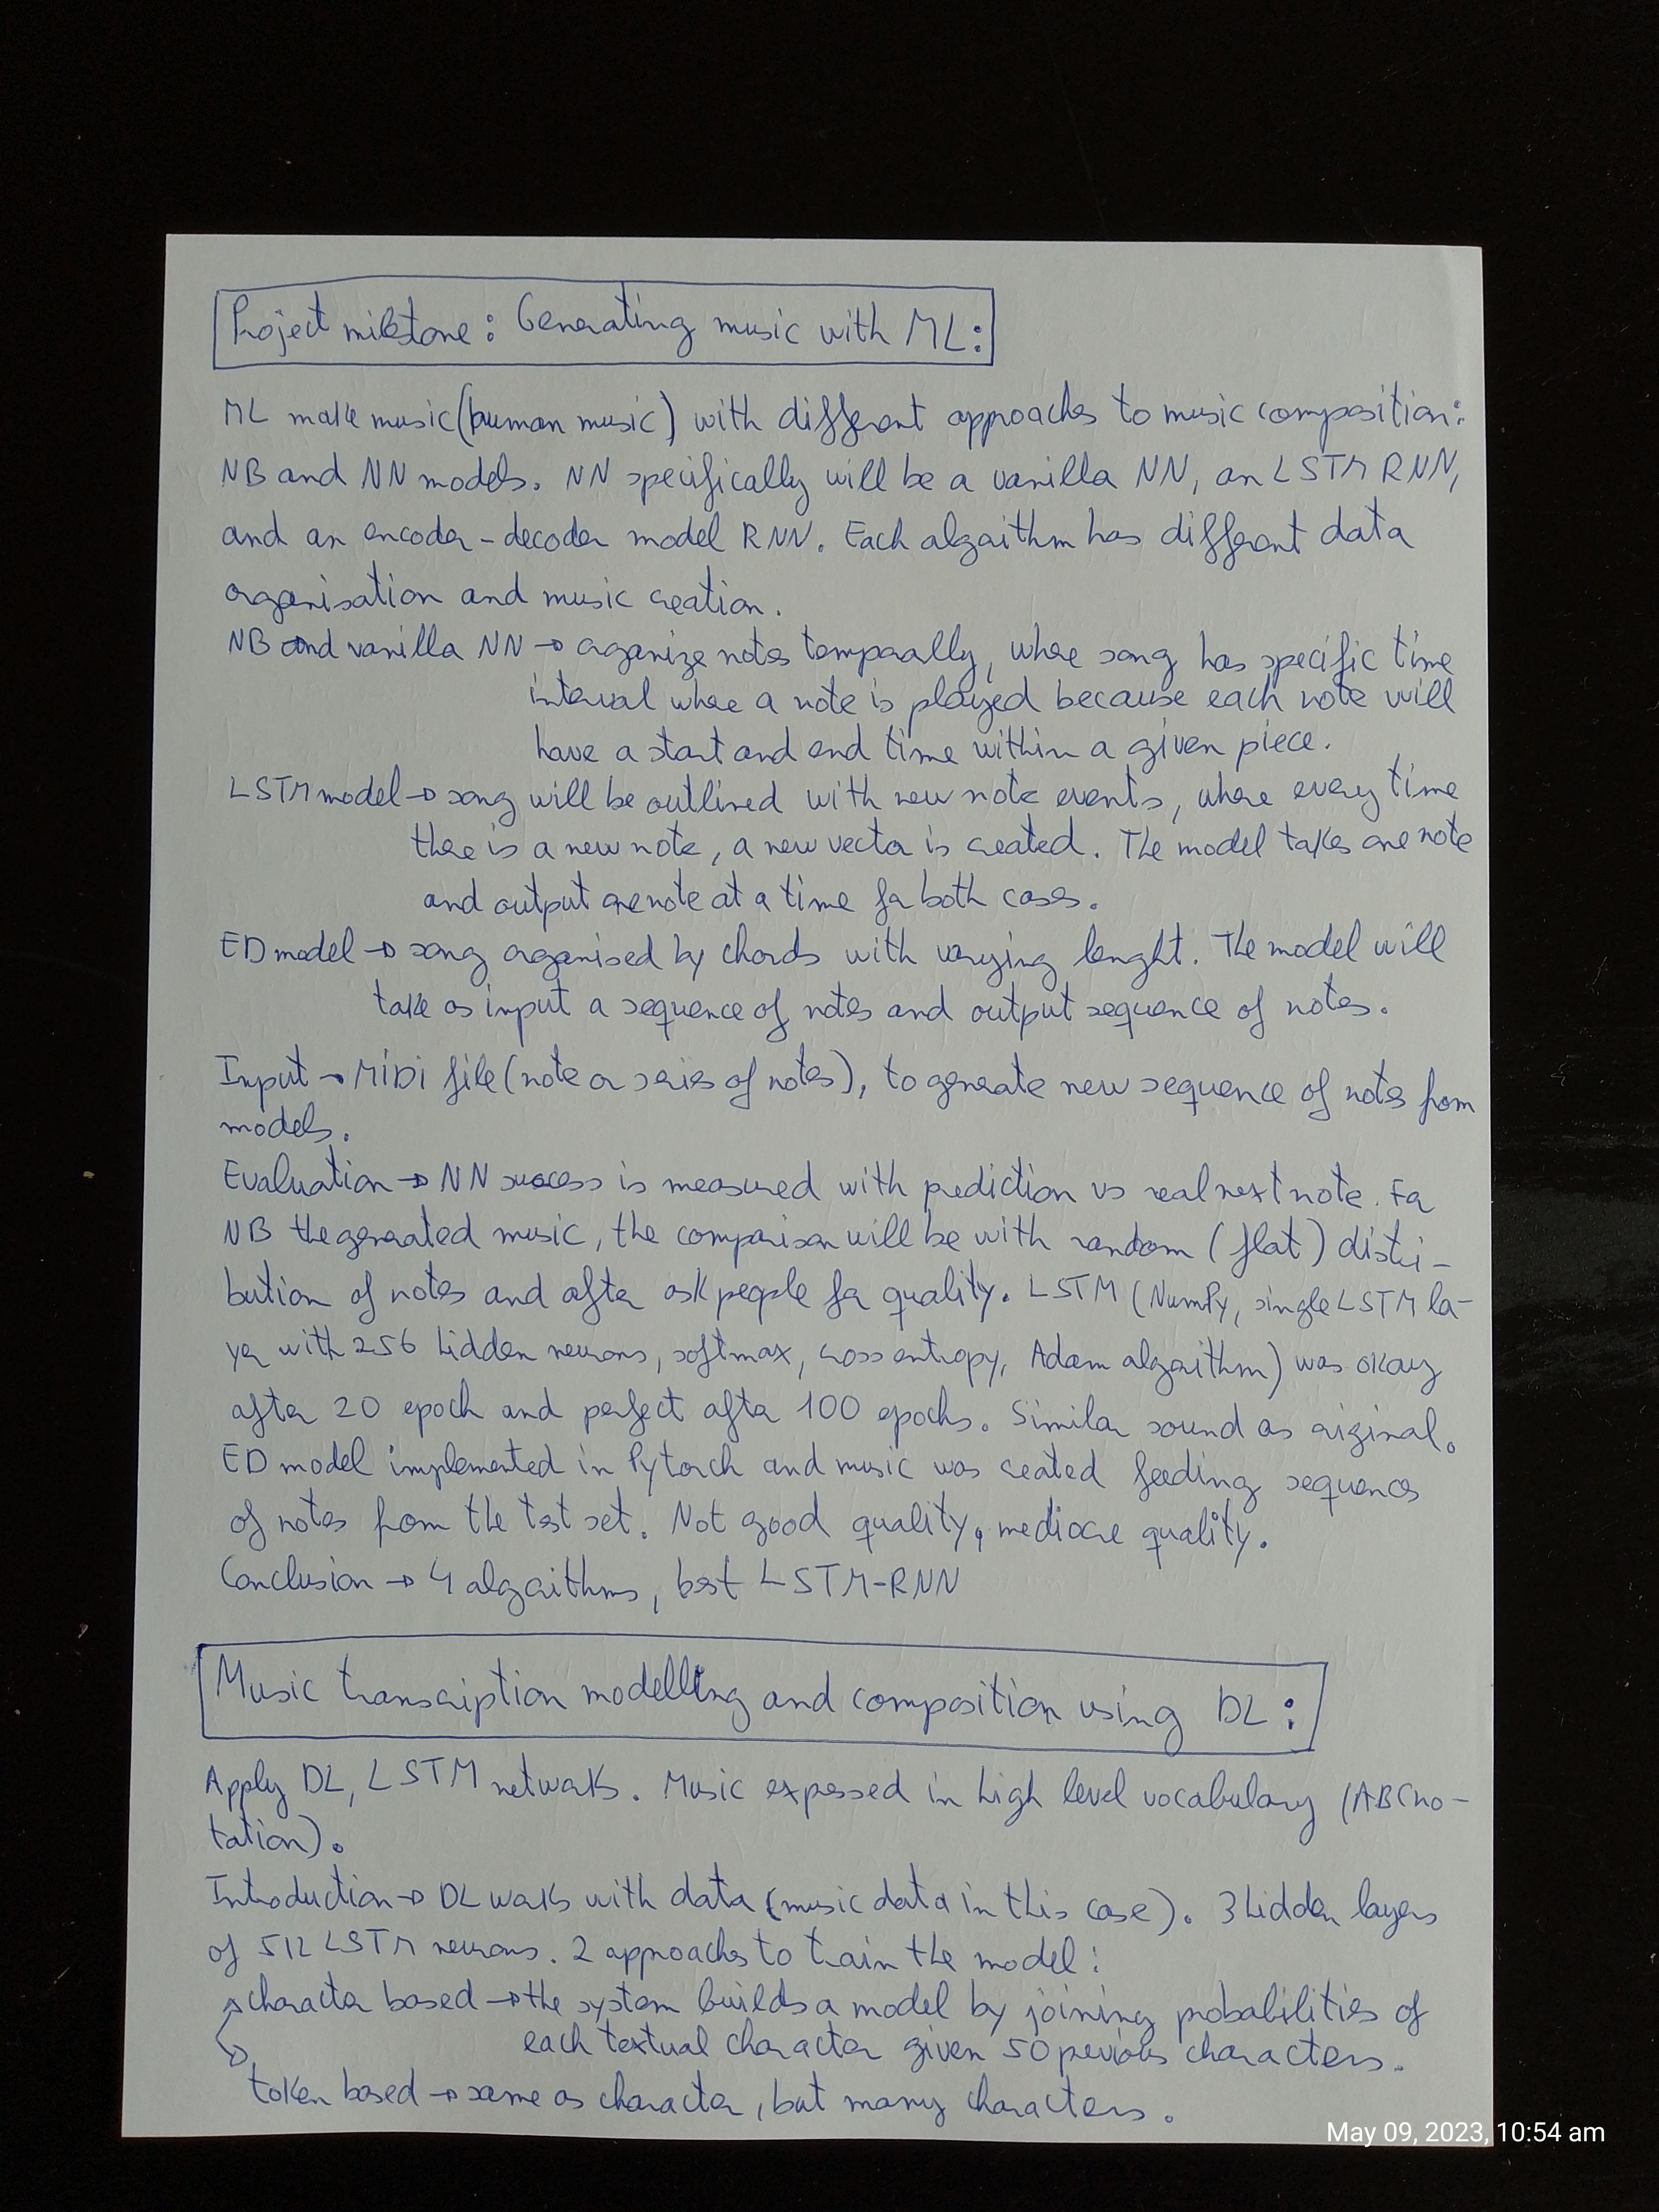 Project milestone: Generating music with ML:
ML make music (human music) with different approaches to music composition:
NB and NN models. NN specifically will be a vanilla NN, an LSTM RNN,
and an encoder-decoder model RNN. Each algorithm has different data
organisation and music creation.
NB and vanilla NN → organize notes temporally, where song has specific time
interval where a note is played because each note will
have a start and end time within a given piece.
LSTM model → song will be outlined with new note events, where every time
there is a new note, a new vector is created. The model takes one note
and output one note at a time for both cases.
ED model → song organised by chords with varying lenght. The model will
take as input a sequence of notes and output sequence of notes.
Input → MiDi file (note or series of notes), to generate new sequence of notes from
models.
Evaluation → NN success is measured with prediction vs real next note. For
NB the generated music, the comparison will be with random (flat) distri-
bution of notes and after ask people for quality. LSTM (NumPy, single LSTM la-
yer with 256 hidden neurons, softmax, cross entropy, Adam algorithm) was okay
after 20 epoch and perfect after 100 epochs. Similar sound as original.
ED model implemented in Pytorch and music was created feeding sequences
of notes from the test set. Not good quality, mediocre quality.
Conclusion → 4 algorithms, best LSTM-RNN
Music transcription modelling and composition using DL:
Apply DL, LSTM networks. Music expressed in high level vocabulary (ABC no-
tation).
Introduction → DL works with data (music data in this case). 3 hidden layers
of 512 LSTM neurons. 2 approaches to train the model:
character based → the system builds a model by joining probabilities of
each textual character given 50 previous characters.
token based → same as character, but many characters.
May 09, 2023, 10:54 am